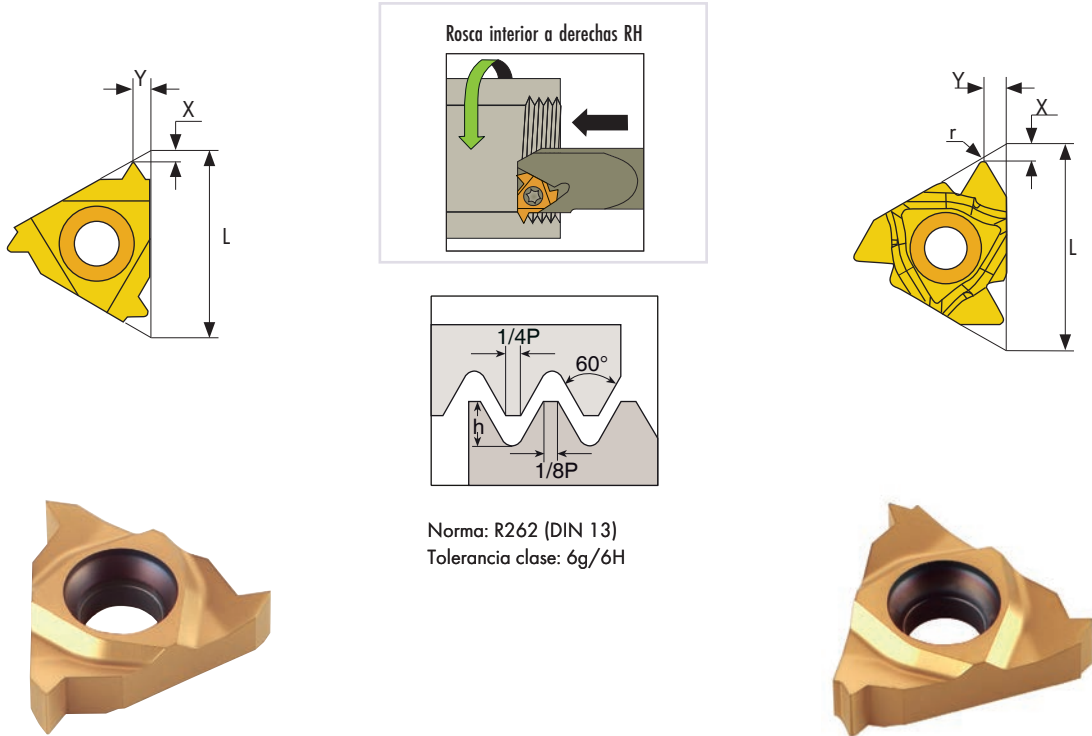 Rosca interior a derechas RH
Y
X
L
Y
X
r
L
1/4P
60°
h
1/8P
Norma: R262 (DIN 13)
Tolerancia clase: 6g/6H